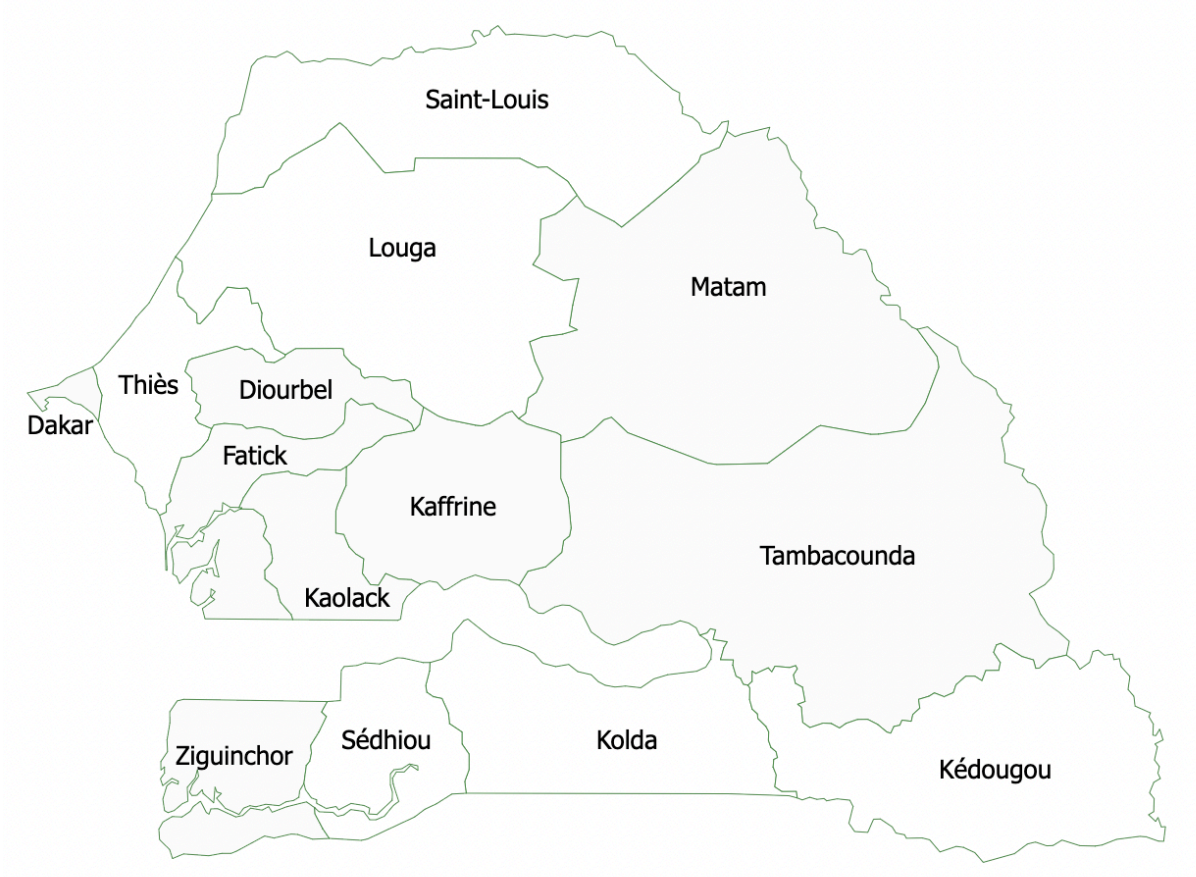 Saint-Louis
Louga
Matam
Thiès
Diourbel
Dakar
Fatick
Kaffrine
Tambacounda
Kaolack
Sédhiou
Kolda
Ziguinchor
Kédougou